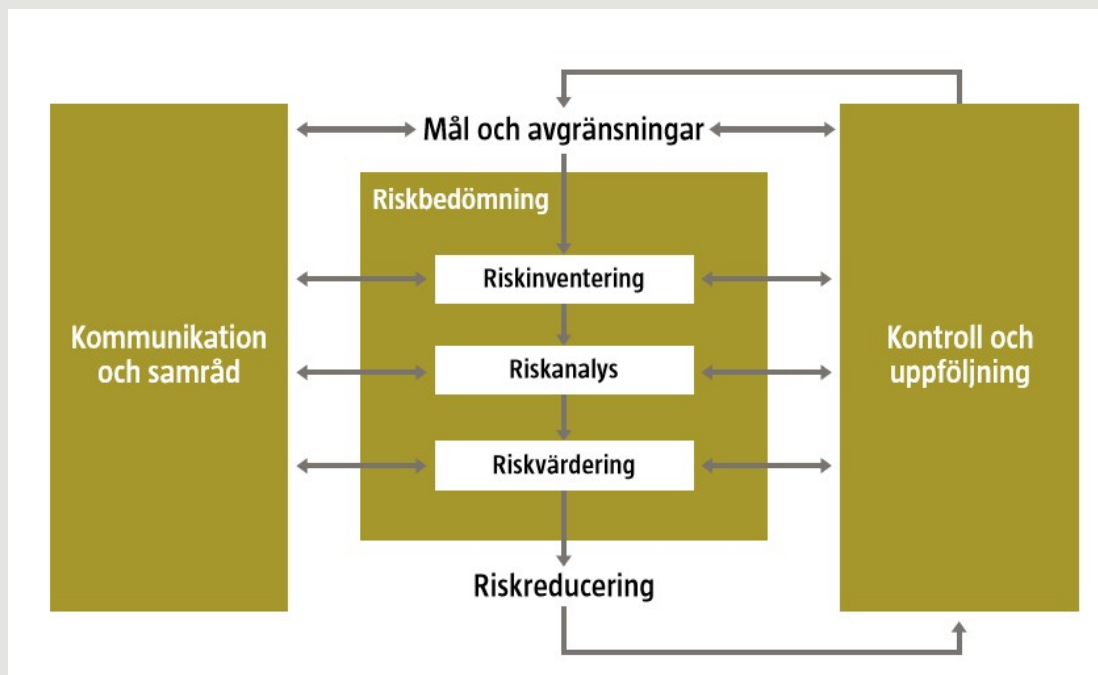 Mål och avgränsningar
Riskbedömning
Riskinventering
Kommunikation
och samråd
Riskanalys
Kontroll och
uppföljning
Riskvärdering
Riskreducering